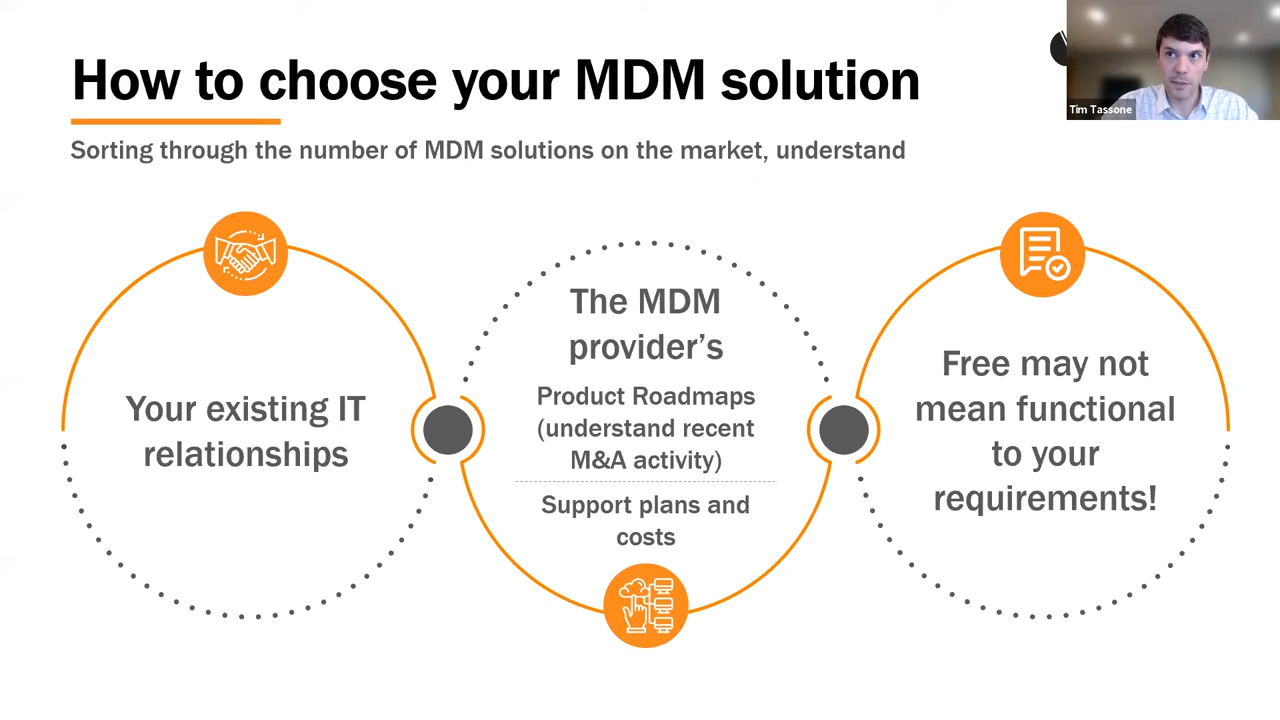 How to choose your MDM solution
Sorting through the number of MDM solutions on the market, understand
Tim Tassone
Your existing IT
relationships
The MDM
provider’s
Product Roadmaps
(understand recent
M&A activity)
Support plans and
costs
Free may not
mean functional
to your
requirements!